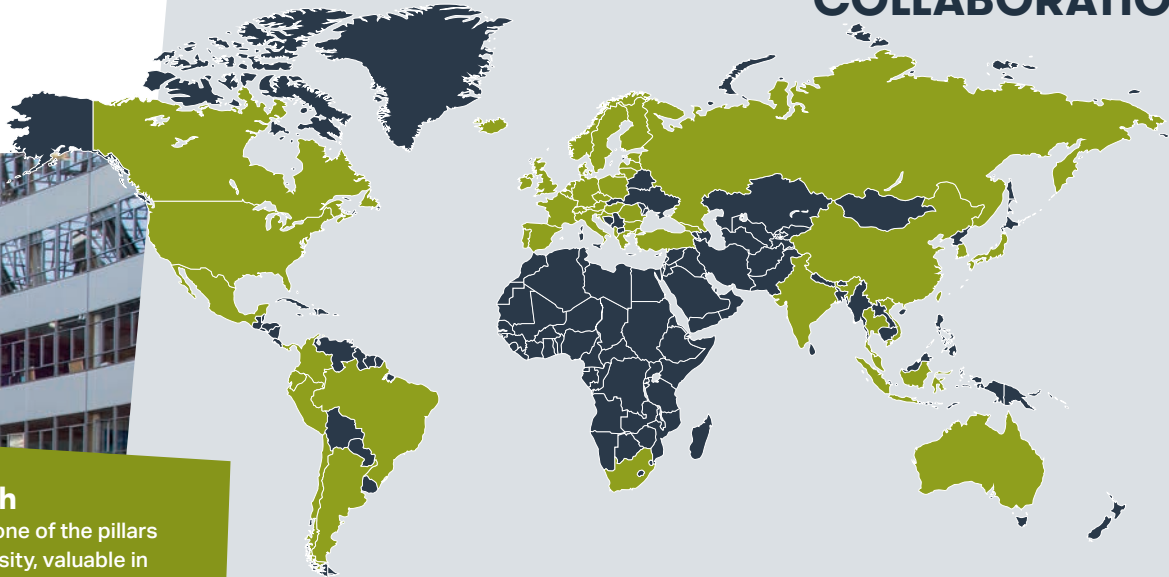 COLLABORATIO
h
one of the pillars
sity, valuable in